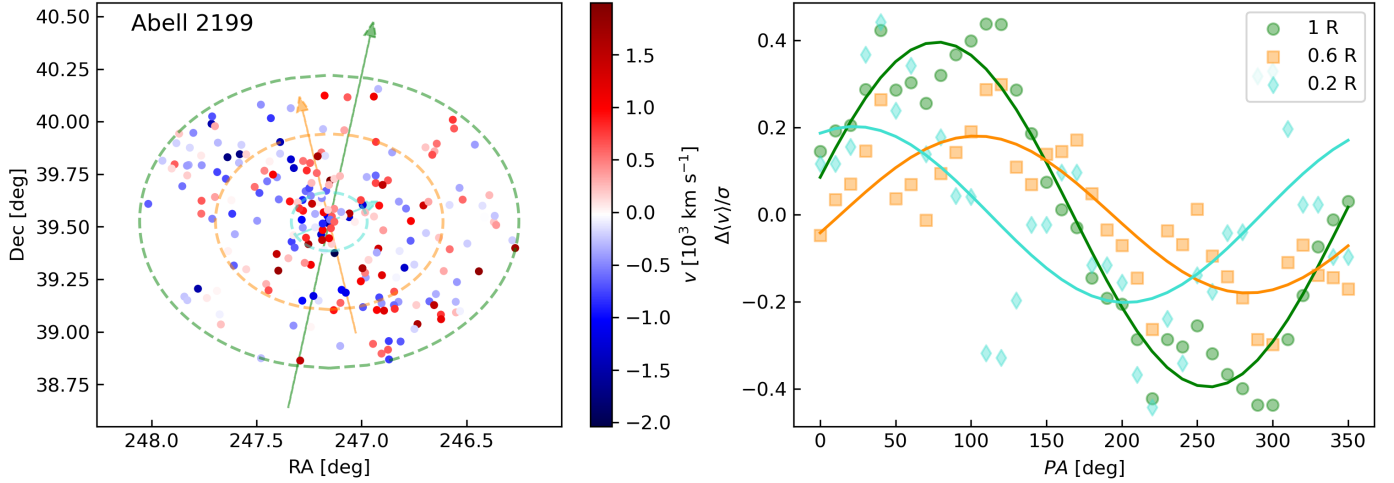 Abell 2199
40.50
40.25
40.00
39.75
39.50
39.25
39.00
38.75
Dec [deg]
248.0 247.5 247.0 246.5
RA [deg]
1.5
1.0
0.5
0.0
−0.5
−1.0
−1.5
−2.0
v [10³ km s⁻¹]
0.4
0.2
0.0
−0.2
−0.4
Δ⟨v⟩/σ
1 R
0.6 R
0.2 R
0 50 100 150 200 250 300 350
PA [deg]